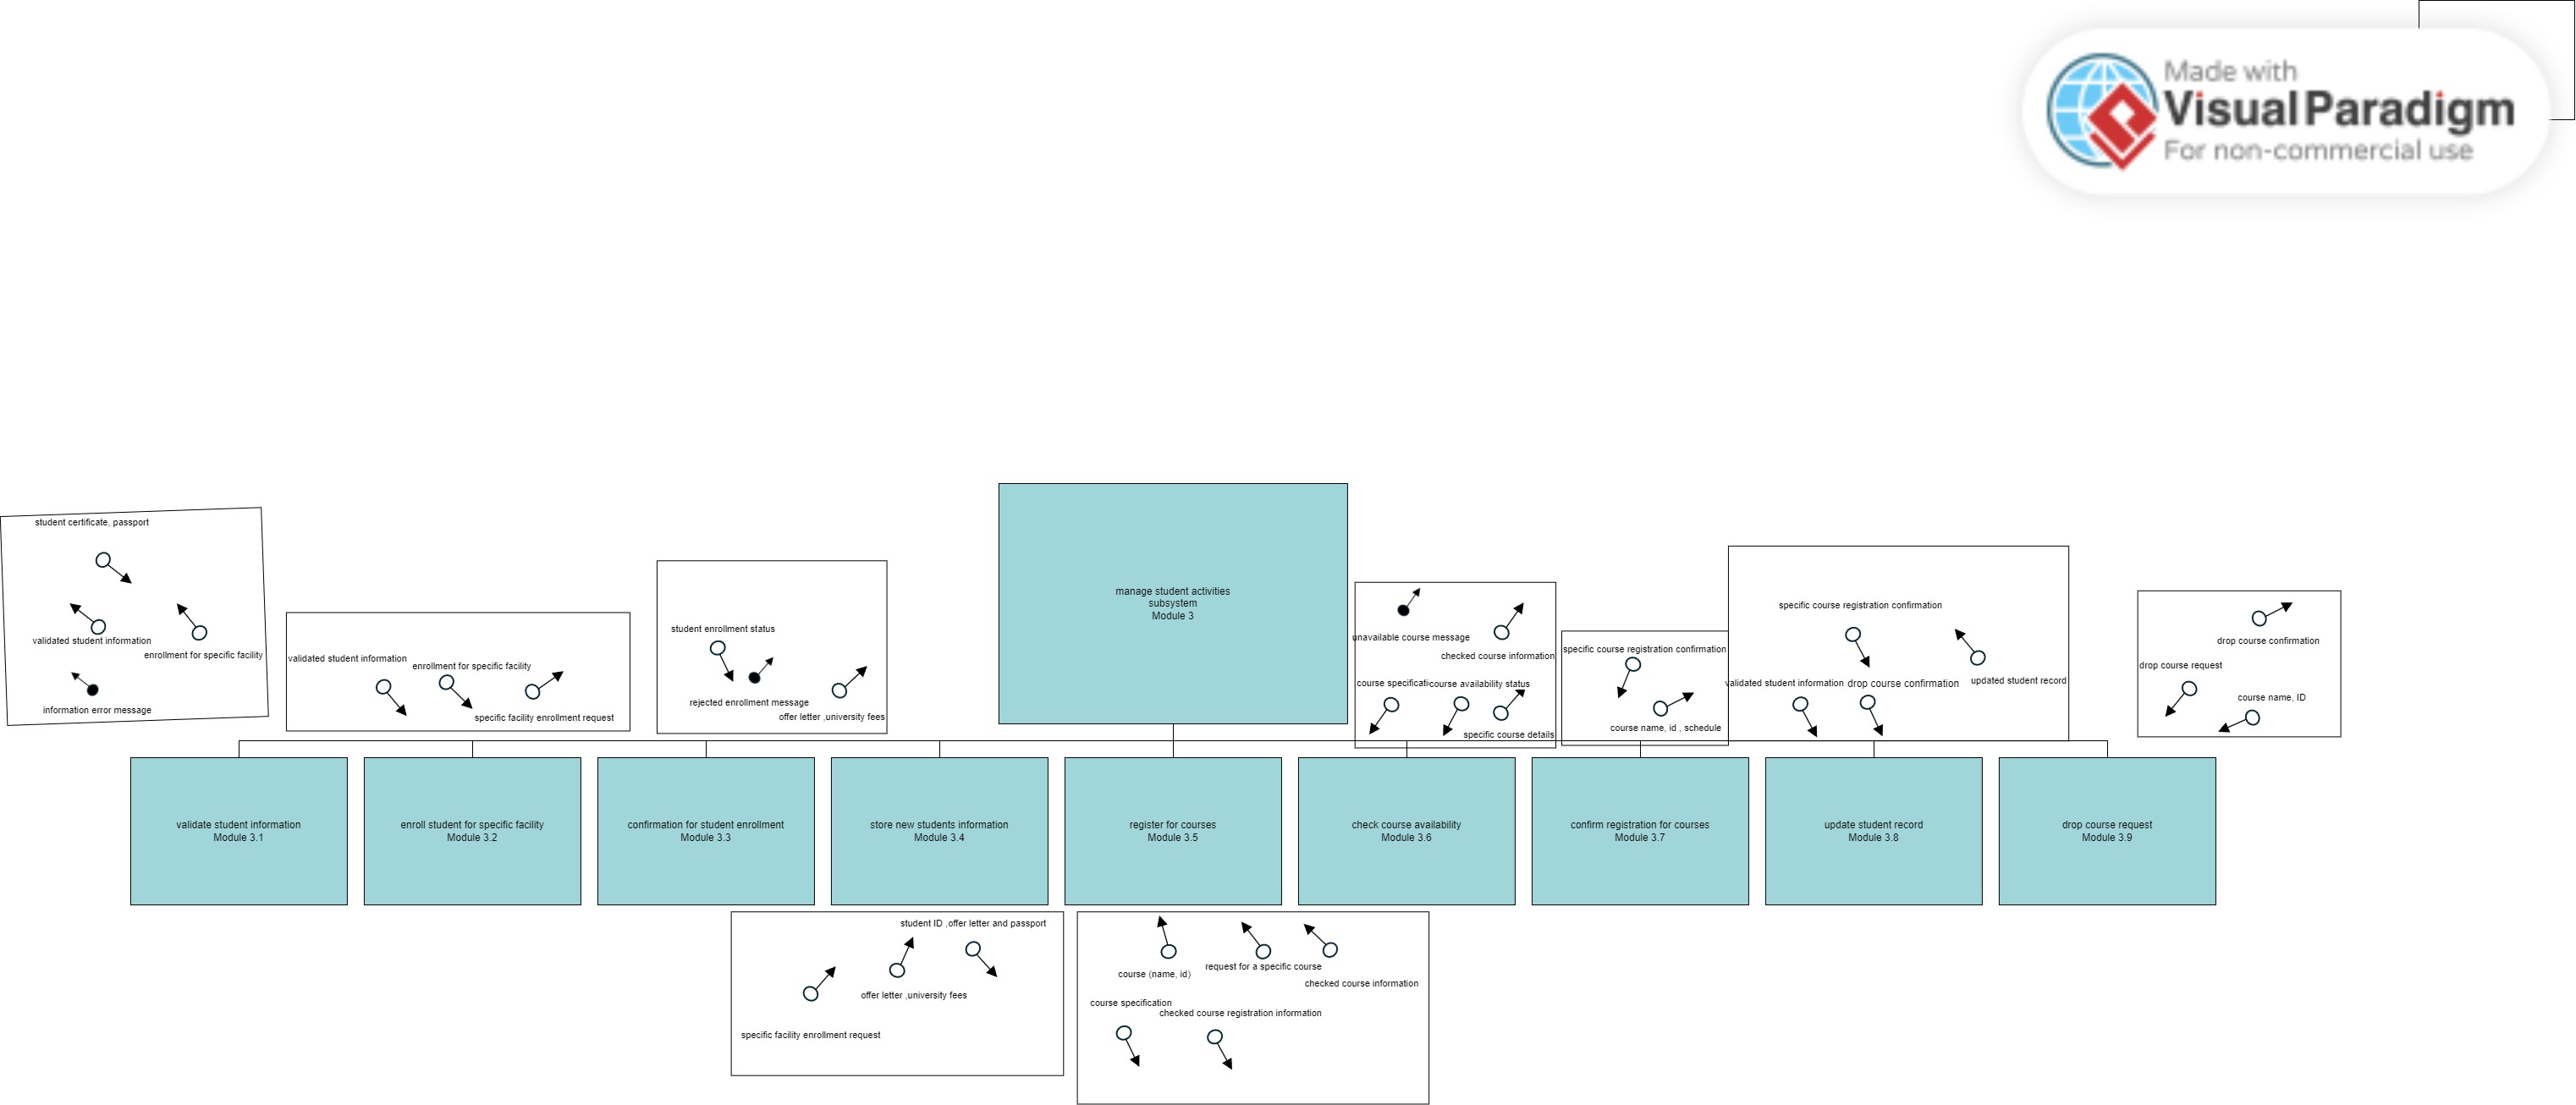 Made with
Visual Paradigm
For non-commercial use
manage student activities
subsystem
Module 3
student certificate, passport
validated student information
enrollment for specific facility
information error message
validated student information
enrollment for specific facility
specific facility enrollment request
student enrollment status
rejected enrollment message
offer letter ,university fees
unavailable course message
checked course information
course specificati
course availability status
specific course details
specific course registration confirmation
course name, id , schedule
specific course registration confirmation
validated student information
drop course confirmation
updated student record
drop course confirmation
drop course request
course name, ID
validate student information
Module 3.1
enroll student for specific facility
Module 3.2
confirmation for student enrollment
Module 3.3
store new students information
Module 3.4
register for courses
Module 3.5
check course availability
Module 3.6
confirm registration for courses
Module 3.7
update student record
Module 3.8
drop course request
Module 3.9
student ID ,offer letter and passport
offer letter ,university fees
specific facility enrollment request
course (name, id)
request for a specific course
checked course information
course specification
checked course registration information